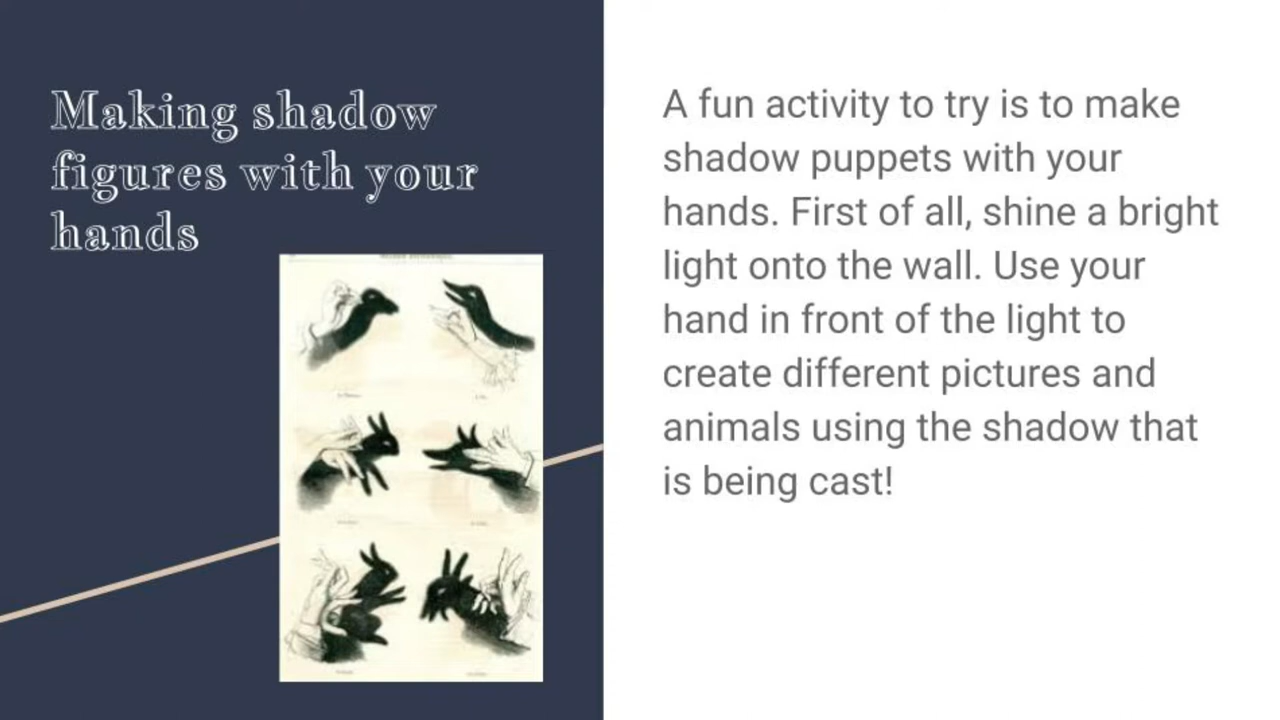 Making shadow
figures with your
hands
A fun activity to try is to make
shadow puppets with your
hands. First of all, shine a bright
light onto the wall. Use your
hand in front of the light to
create different pictures and
animals using the shadow that
is being cast!